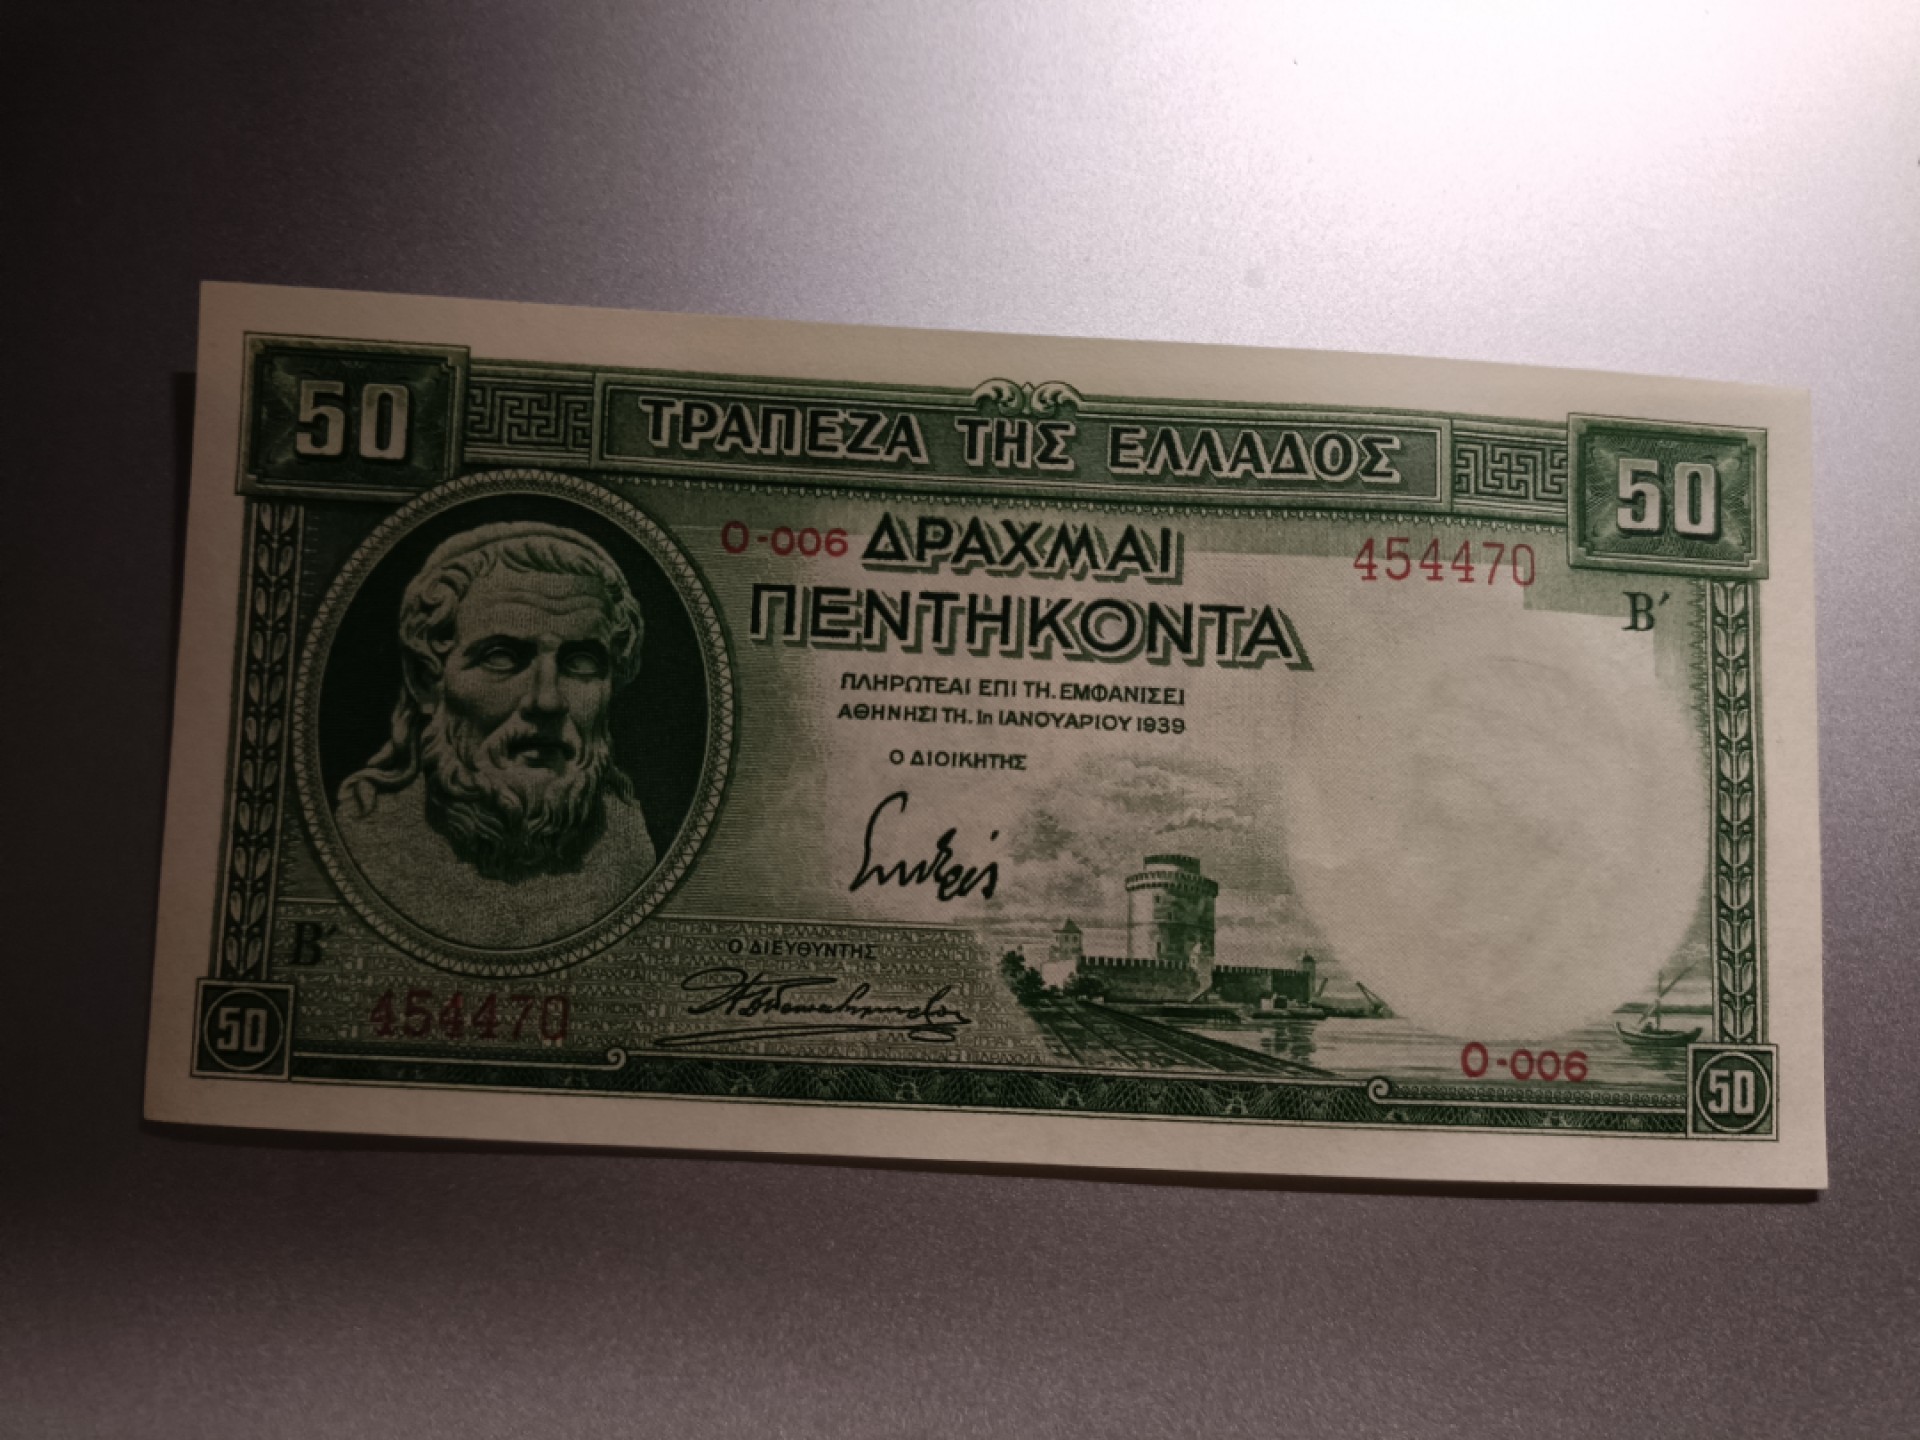 50
ΤΡΑΠΕΖΑ ΤΗΣ ΕΛΛΑΔΟΣ
50
Ο-006 ΔΡΑΧΜΑΙ 454470
ΠΕΝΤΗΚΟΝΤΑ
Β´
ΠΛΗΡΩΤΕΑΙ ΕΠΙ ΤΗ. ΕΜΦΑΝΙΣΕΙ
ΑΘΗΝΗΣΙ ΤΗ. 1η ΙΑΝΟΥΑΡΙΟΥ 1939
Ο ΔΙΟΙΚΗΤΗΣ
Β´
Ο ΔΙΕΥΘΥΝΤΗΣ
454470
50
Ο-006
50